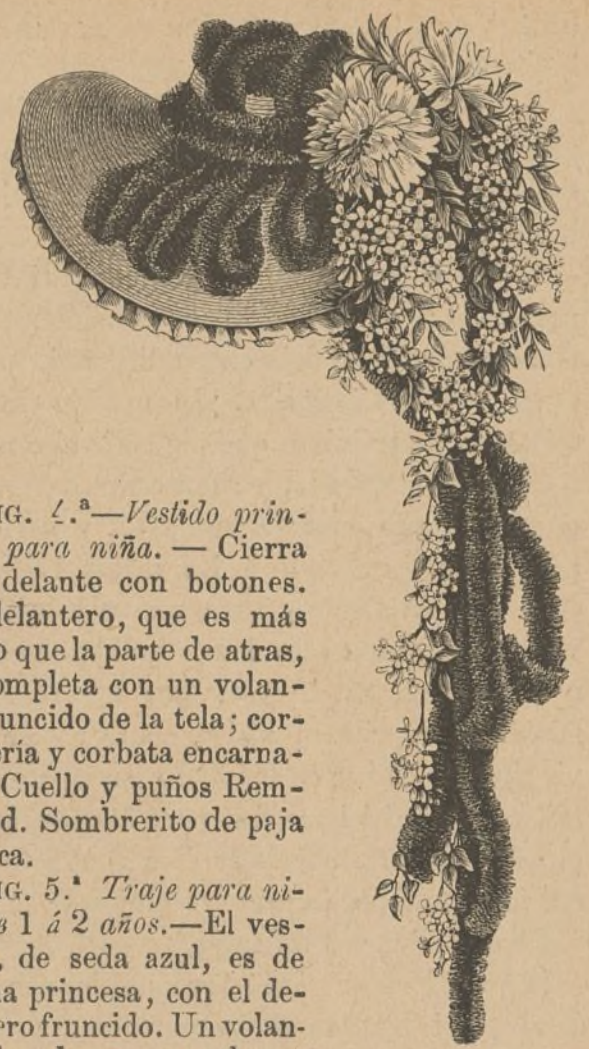 IG. 4.ª—Vestido prin-
para niña. — Cierra
delante con botones.
delantero, que es más
o que la parte de atras,
ompleta con un volan-
uncido de la tela; cor-
ría y corbata encarna-
Cuello y puños Rem-
d. Sombrerito de paja
ca.
IG. 5.ª Traje para ni-
1 á 2 años.—El ves-
, de seda azul, es de
a princesa, con el de-
ro fruncido. Un volan-